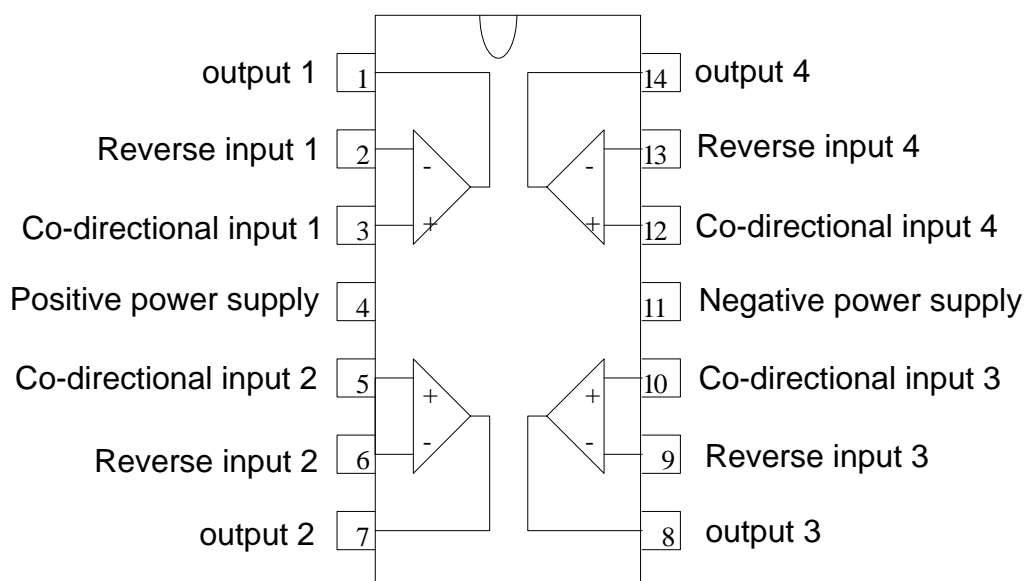 output 1
1
14
output 4
Reverse input 1
2
-
-
13
Reverse input 4
Co-directional input 1
3
+
+
12
Co-directional input 4
Positive power supply
4
11
Negative power supply
Co-directional input 2
5
+
+
10
Co-directional input 3
Reverse input 2
6
-
-
9
Reverse input 3
output 2
7
8
output 3